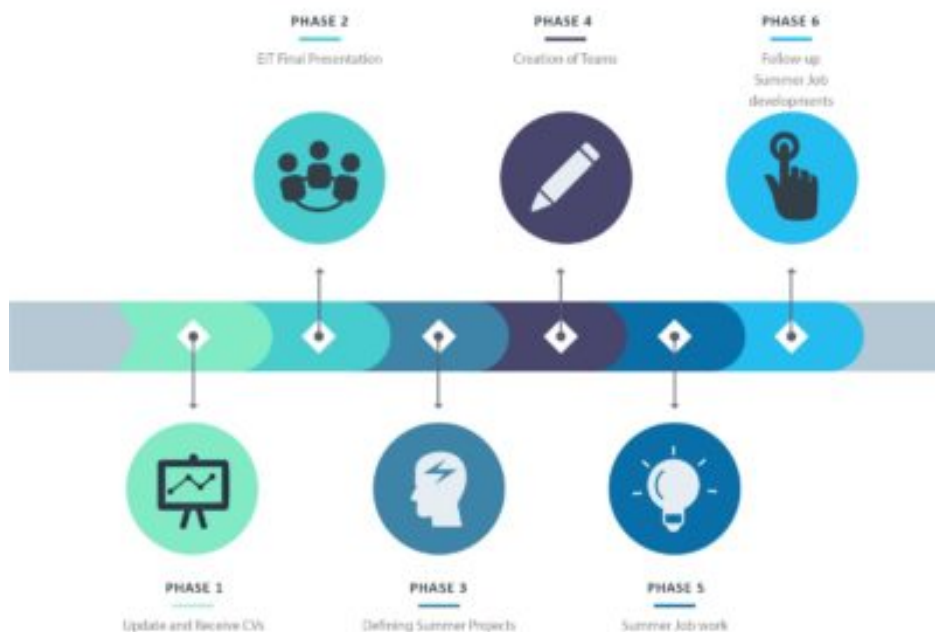 PHASE 2
EiT Final Presentation
PHASE 4
Creation of Teams
PHASE 6
Follow up
Summer Job
developments
PHASE 1
Update and Receive CVs
PHASE 3
Defining Summer Projects
PHASE 5
Summer Job work